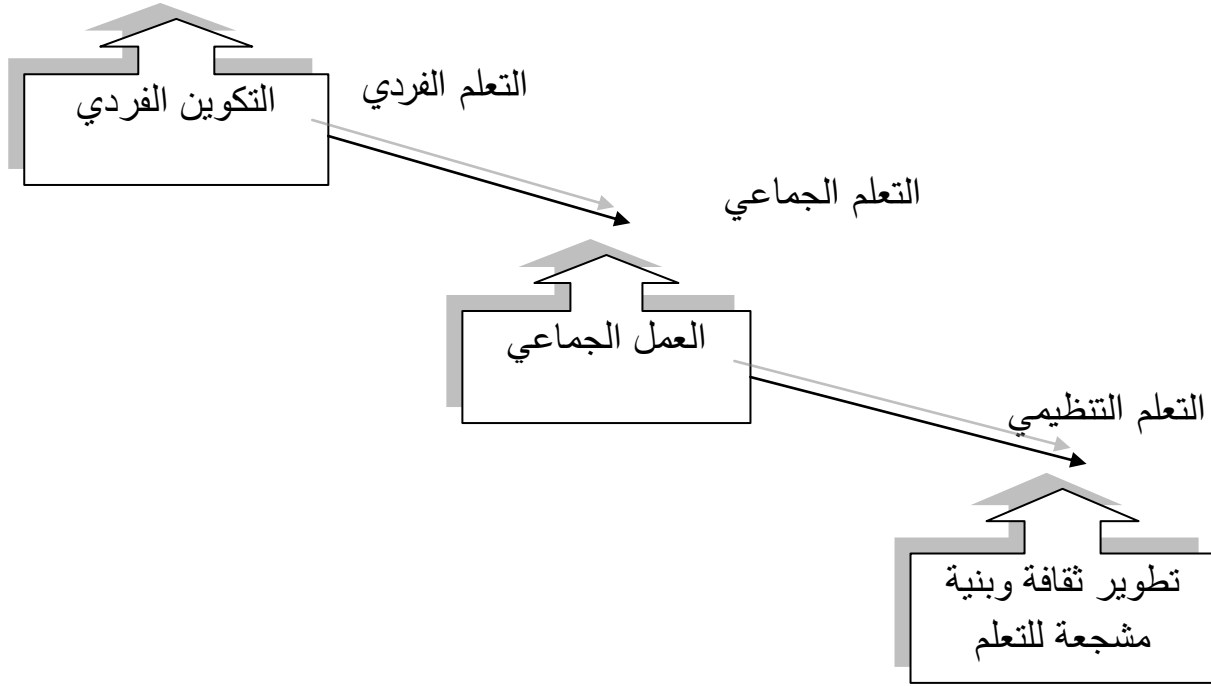 التعلم الفردي
التكوين الفردي
التعلم الجماعي
العمل الجماعي
التعلم التنظيمي
تطوير ثقافة وبنية
مشجعة للتعلم